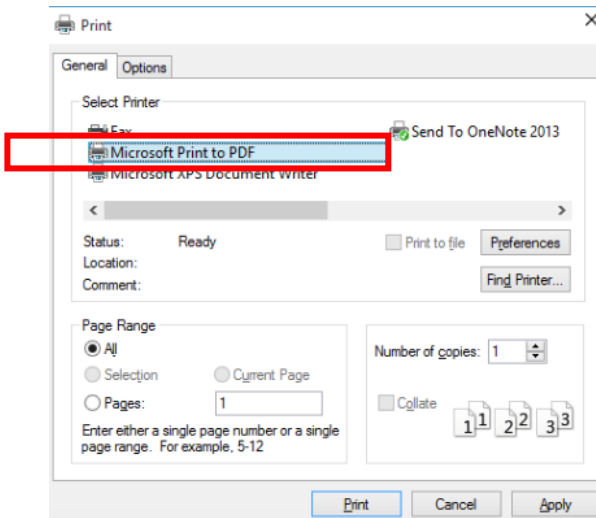 Print
General Options
Select Printer
Fax Send To OneNote 2013
Microsoft Print to PDF
Microsoft XPS Document Writer
Status: Ready Print to file Preferences
Location:
Comment: Find Printer...
Page Range
All Number of copies: 1
Selection Current Page
Pages: 1 Collate
1 1 2 2 3 3
Enter either a single page number or a single
page range. For example, 5-12
Print Cancel Apply